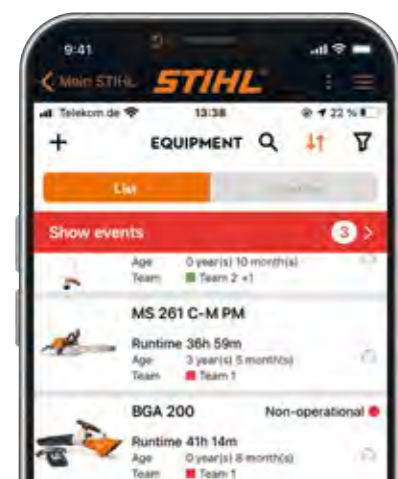 9:41
Mein STIHL STIHL
Telekom.de 13:38 22 %
+ EQUIPMENT
List
Show events 3 >
Age 0 year(s) 10 month(s)
Team Team 2 +1
MS 261 C-M PM
Runtime 36h 59m
Age 3 year(s) 5 month(s)
Team Team 1
BGA 200 Non-operational
Runtime 41h 14m
Age 0 year(s) 8 month(s)
Team Team 1